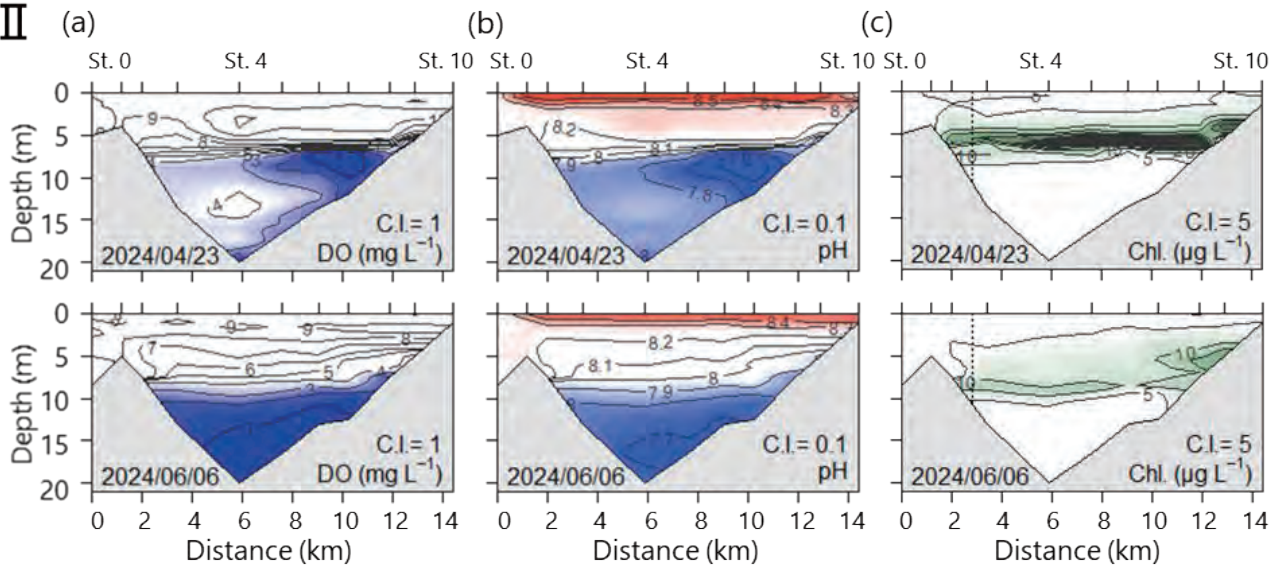 II (a) (b) (c)
St. 0 St. 4 St. 10 St. 0 St. 4 St. 10 St. 0 St. 4 St. 10
0
5
10
15
20
Depth (m)
9
8
5
3
4
C.I.= 1
2024/04/23 DO (mg L⁻¹)
8.5
8.2
8.1
8
7.8
C.I.= 0.1
2024/04/23 pH
10
5
C.I.= 5
2024/04/23 Chl. (µg L⁻¹)
0
5
10
15
20
Depth (m)
9
8
7
6
5
4
3
C.I.= 1
2024/06/06 DO (mg L⁻¹)
8.4
8.2
8.1
8
7.9
7.7
C.I.= 0.1
2024/06/06 pH
10
10
5
C.I.= 5
2024/06/06 Chl. (µg L⁻¹)
0 2 4 6 8 10 12 14 0 2 4 6 8 10 12 14 0 2 4 6 8 10 12 14
Distance (km) Distance (km) Distance (km)